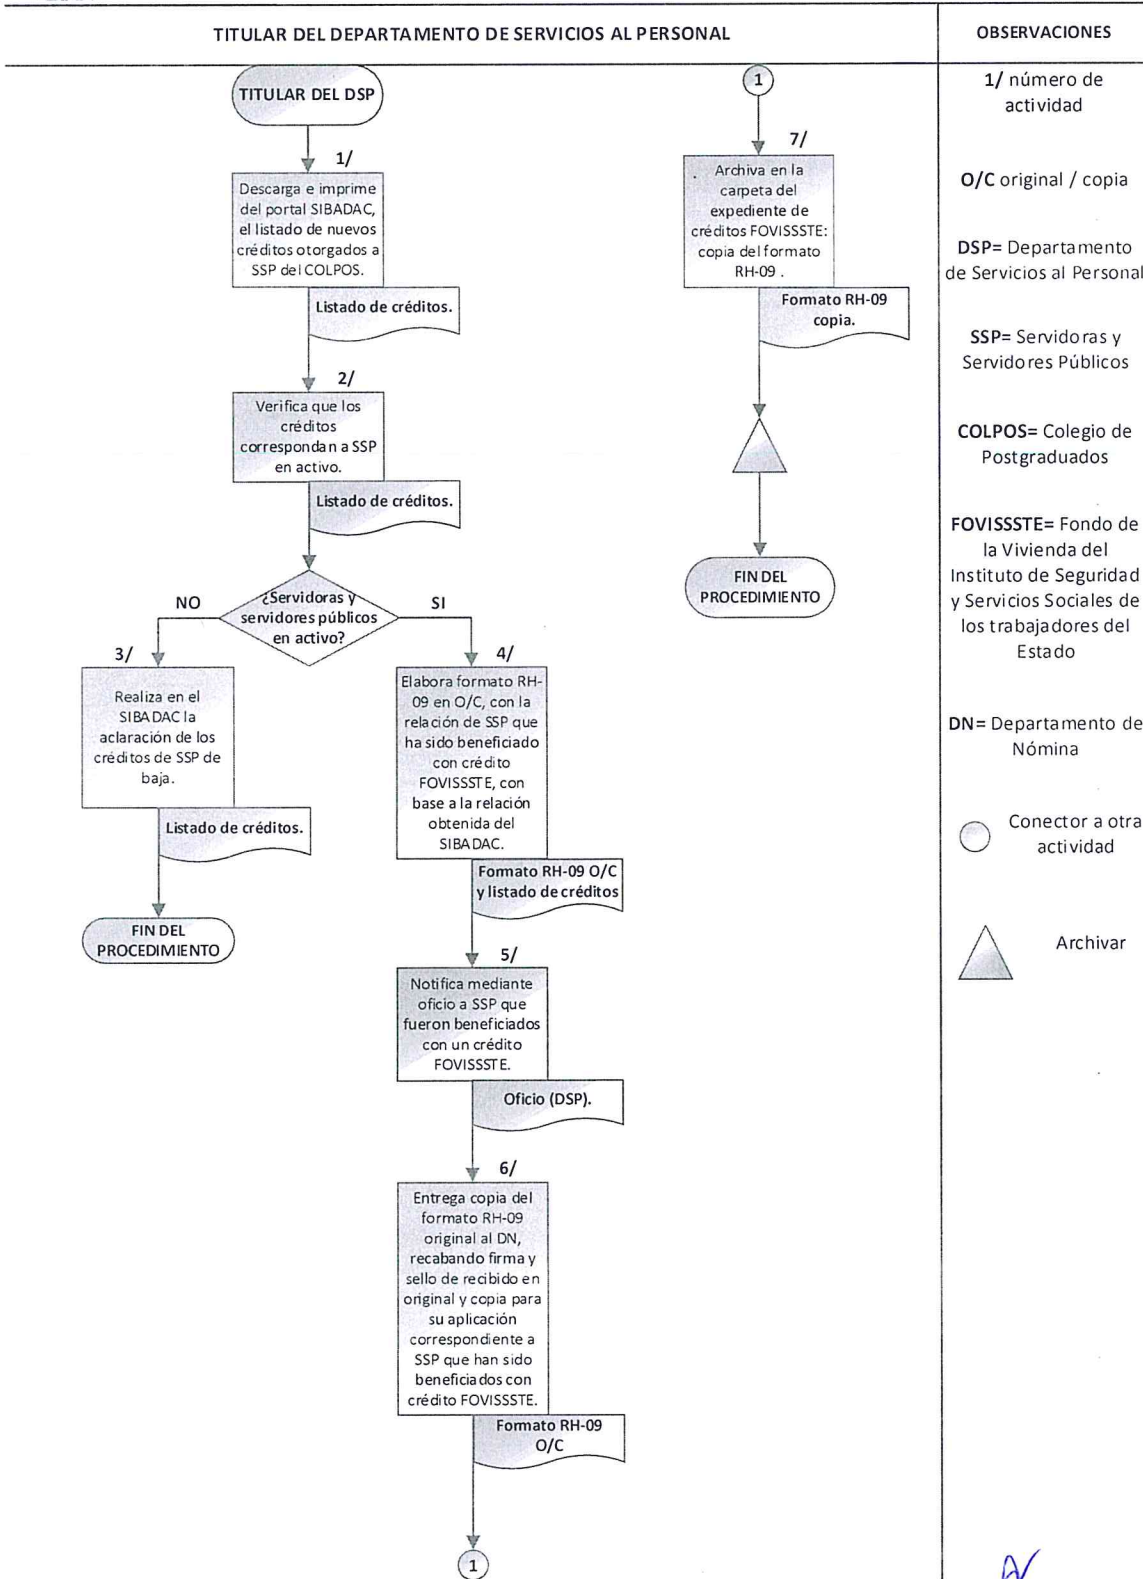 TITULAR DEL DEPARTAMENTO DE SERVICIOS AL PERSONAL
OBSERVACIONES
TITULAR DEL DSP
1/
Descarga e imprime
del portal SIBADAC,
el listado de nuevos
créditos otorgados a
SSP del COLPOS.
Listado de créditos.
2/
Verifica que los
créditos
correspondan a SSP
en activo.
Listado de créditos.
¿Servidoras y
servidores públicos
en activo?
NO
SI
3/
Realiza en el
SIBADAC la
aclaración de los
créditos de SSP de
baja.
Listado de créditos.
FIN DEL
PROCEDIMIENTO
4/
Elabora formato RH-
09 en O/C, con la
relación de SSP que
ha sido beneficiado
con crédito
FOVISSSTE, con
base a la relación
obtenida del
SIBADAC.
Formato RH-09 O/C
y listado de créditos
5/
Notifica mediante
oficio a SSP que
fueron beneficiados
con un crédito
FOVISSSTE.
Oficio (DSP).
6/
Entrega copia del
formato RH-09
original al DN,
recabando firma y
sello de recibido en
original y copia para
su aplicación
correspondiente a
SSP que han sido
beneficiados con
crédito FOVISSSTE.
Formato RH-09
O/C
1
1
7/
Archiva en la
carpeta del
expediente de
créditos FOVISSSTE:
copia del formato
RH-09 .
Formato RH-09
copia.
FIN DEL
PROCEDIMIENTO
1/ número de
actividad
O/C original / copia
DSP= Departamento
de Servicios al Personal
SSP= Servidoras y
Servidores Públicos
COLPOS= Colegio de
Postgraduados
FOVISSSTE= Fondo de
la Vivienda del
Instituto de Seguridad
y Servicios Sociales de
los trabajadores del
Estado
DN= Departamento de
Nómina
Conector a otra
actividad
Archivar